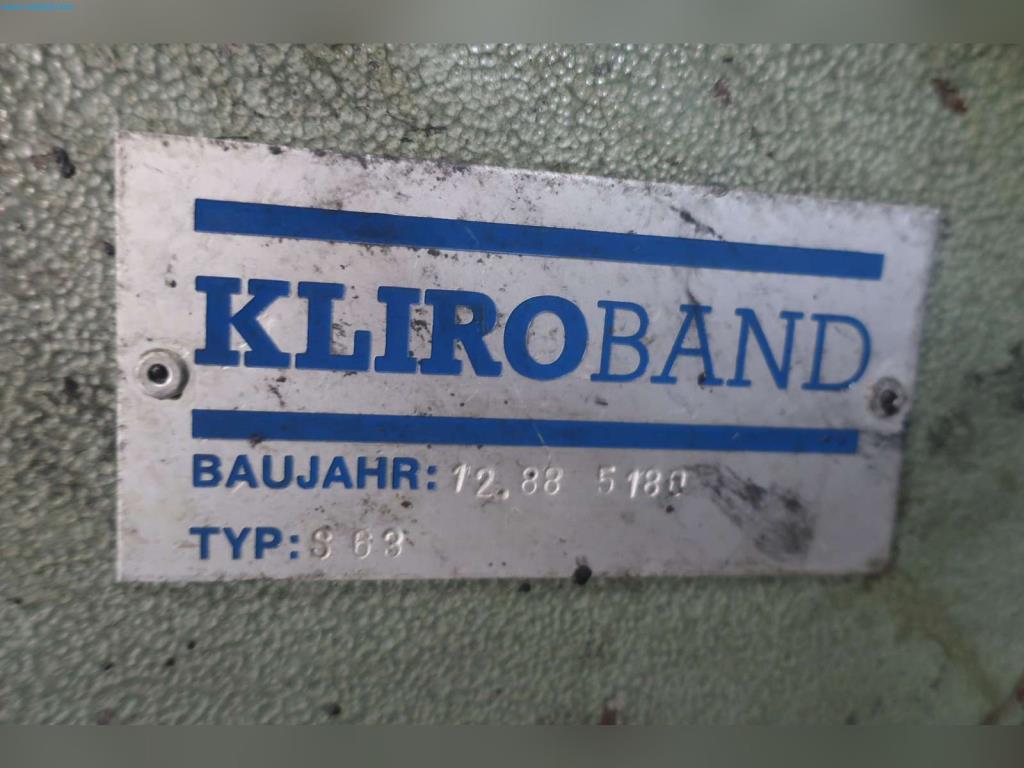 KLIROBAND
BAUJAHR: 12.88 5180
TYP: S 63